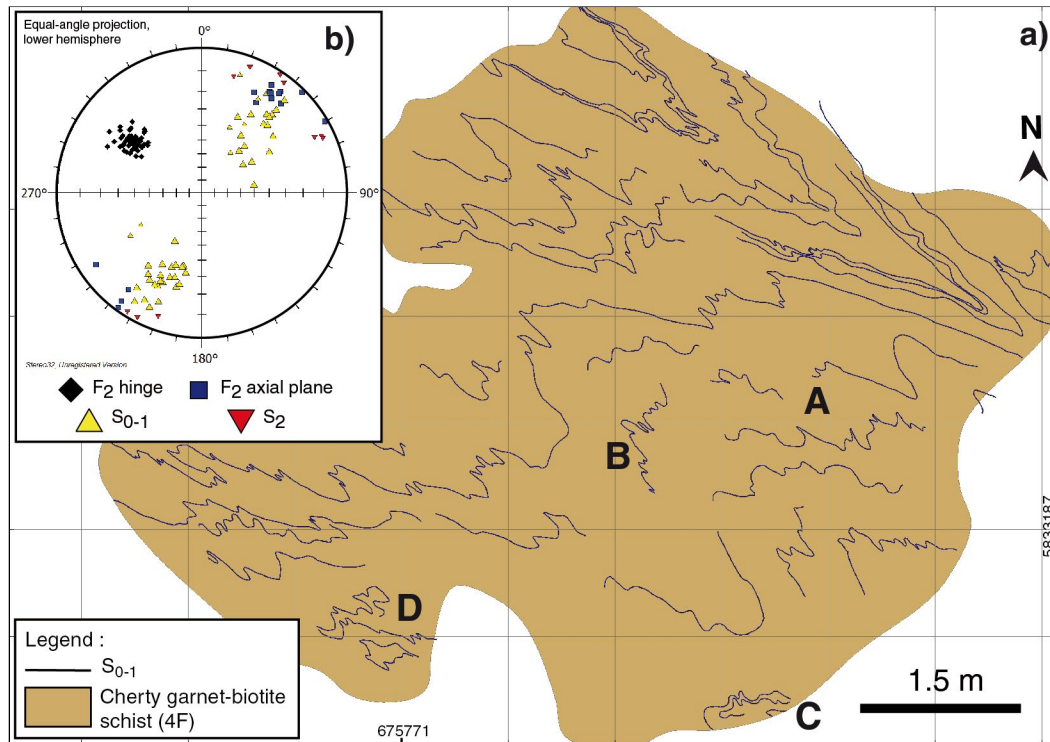 Equal-angle projection,
lower hemisphere
b)
0°
270°
90°
180°
Stereo32, Unregistered Version
F2 hinge
F2 axial plane
S0-1
S2
a)
N
A
B
C
D
5833187
675771
1.5 m
Legend :
S0-1
Cherty garnet-biotite
schist (4F)